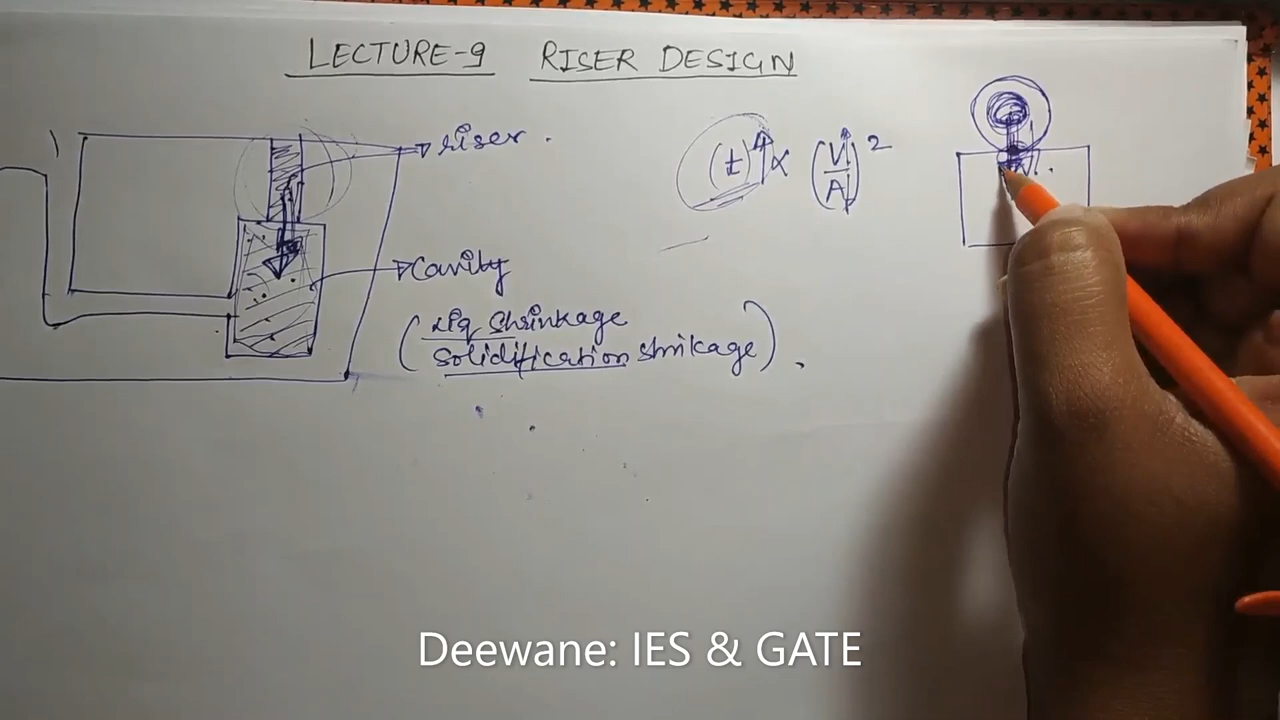 LECTURE-9 RISER DESIGN
riser.
(t)↑ ∝ (V↑/A↓)²
cavity
(Liq shrinkage
solidification shrikage).
Deewane: IES & GATE